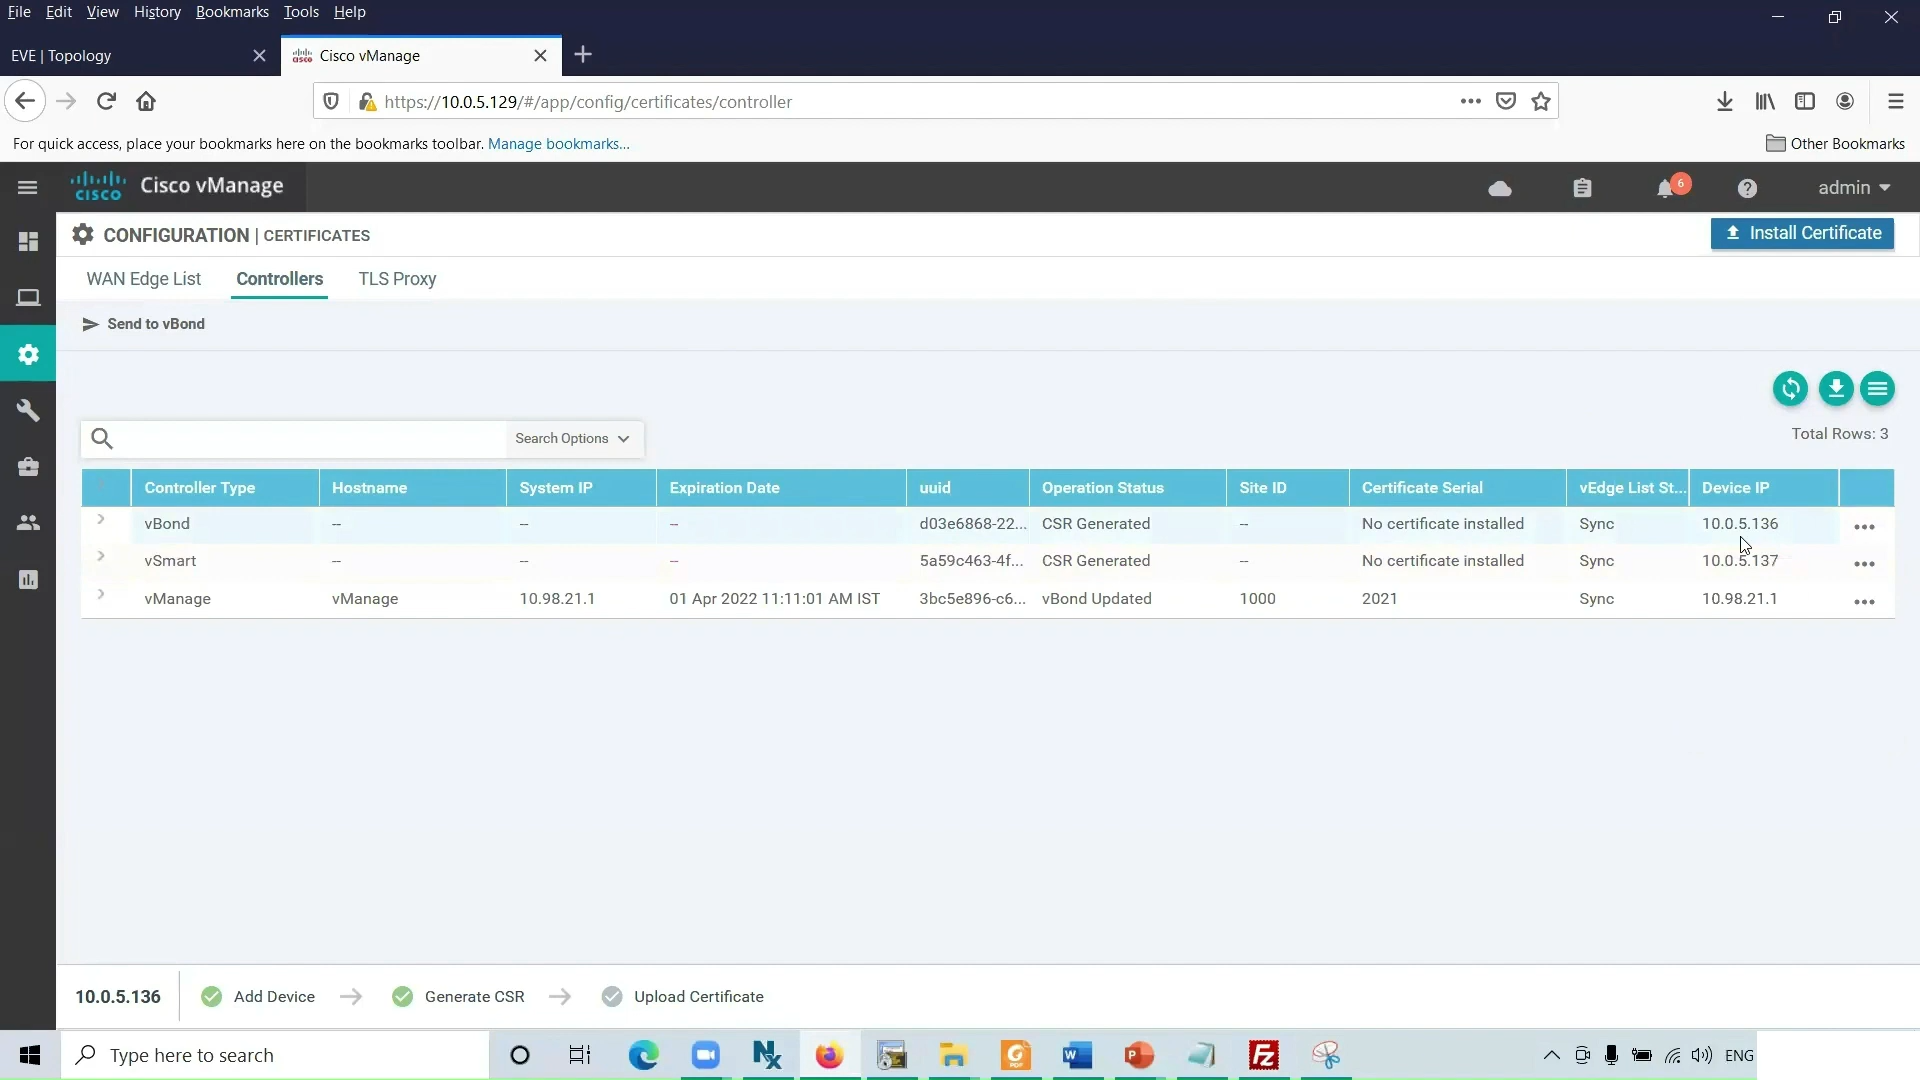 File Edit View History Bookmarks Tools Help
EVE | Topology
Cisco vManage
https://10.0.5.129/#/app/config/certificates/controller
For quick access, place your bookmarks here on the bookmarks toolbar. Manage bookmarks...
Other Bookmarks
cisco Cisco vManage
6
admin
CONFIGURATION | CERTIFICATES
Install Certificate
WAN Edge List Controllers TLS Proxy
Send to vBond
Search Options
Total Rows: 3
Controller Type Hostname System IP Expiration Date uuid Operation Status Site ID Certificate Serial vEdge List St... Device IP
vBond -- -- -- d03e6868-22... CSR Generated -- No certificate installed Sync 10.0.5.136
vSmart -- -- -- 5a59c463-4f... CSR Generated -- No certificate installed Sync 10.0.5.137
vManage vManage 10.98.21.1 01 Apr 2022 11:11:01 AM IST 3bc5e896-c6... vBond Updated 1000 2021 Sync 10.98.21.1
10.0.5.136 Add Device Generate CSR Upload Certificate
Type here to search
ENG